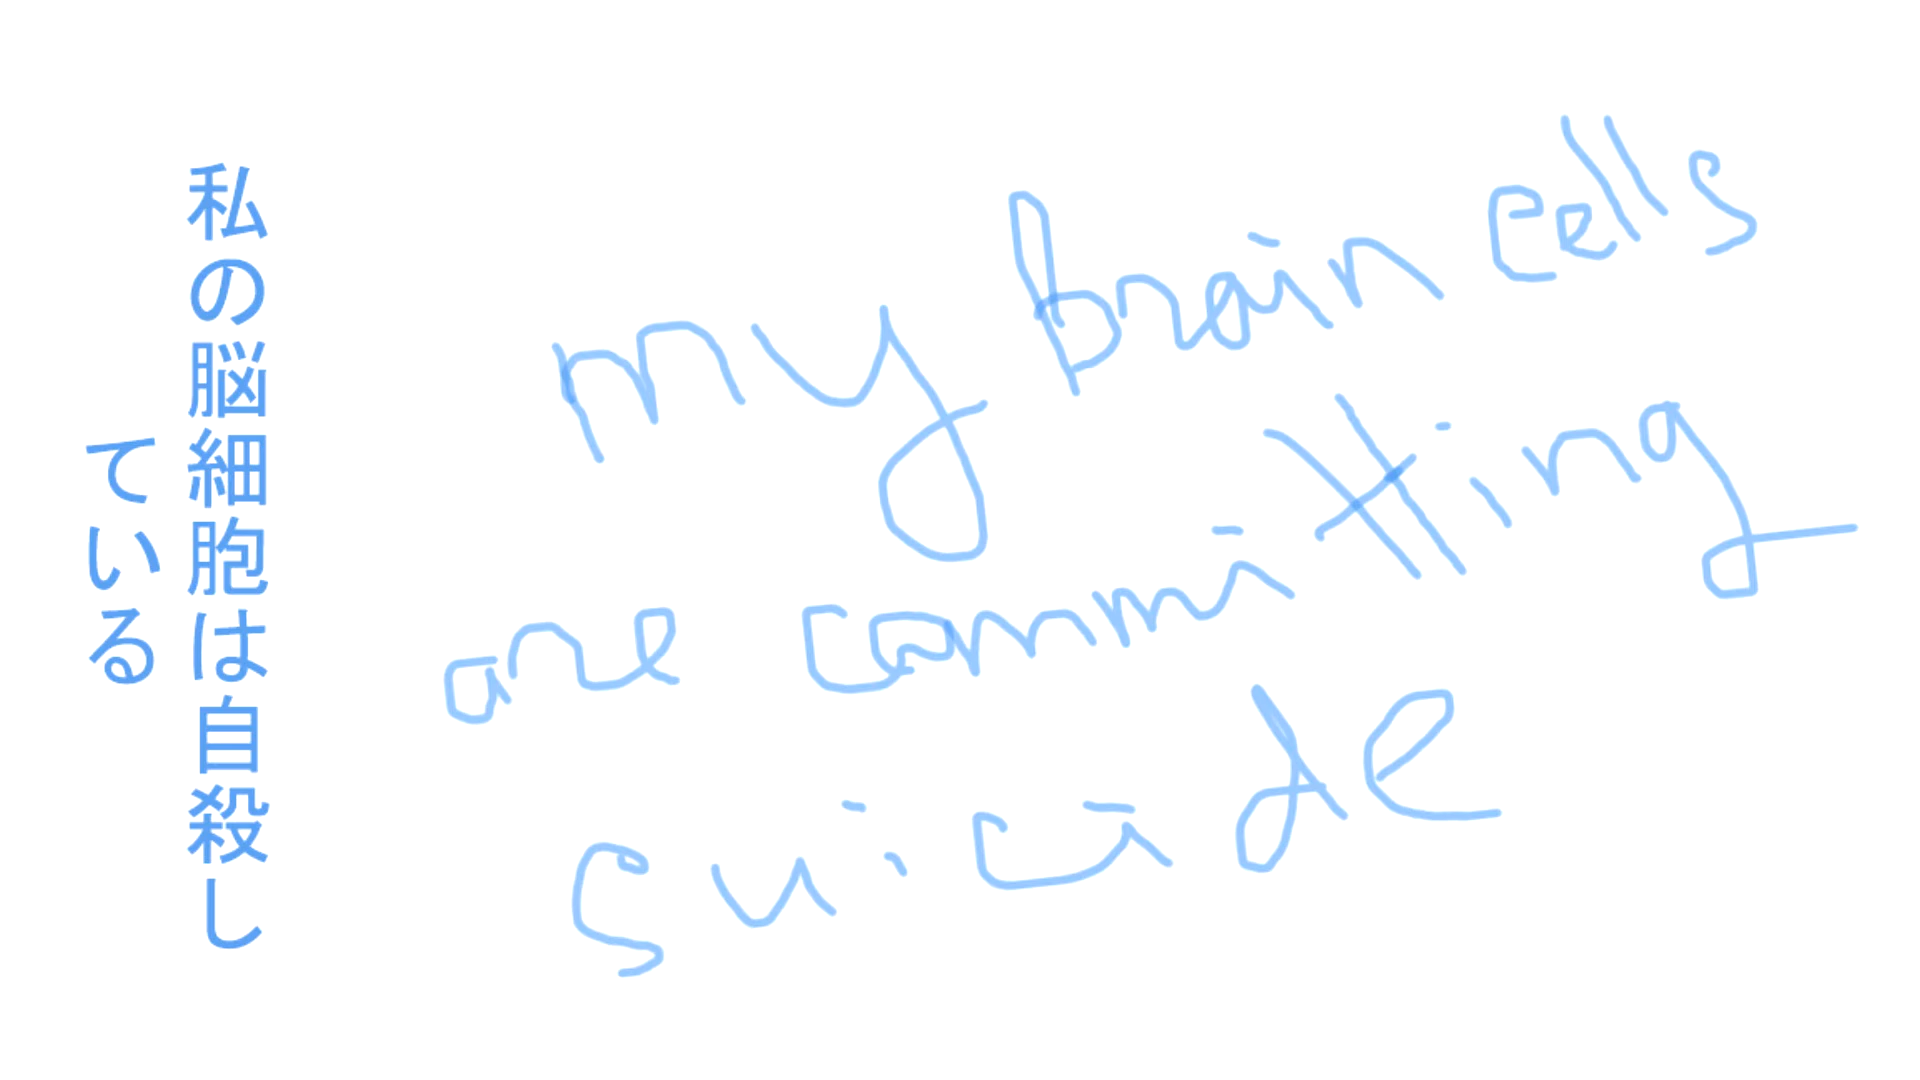 私の脳細胞は自殺し
ている
my brain cells
are committing
suicide